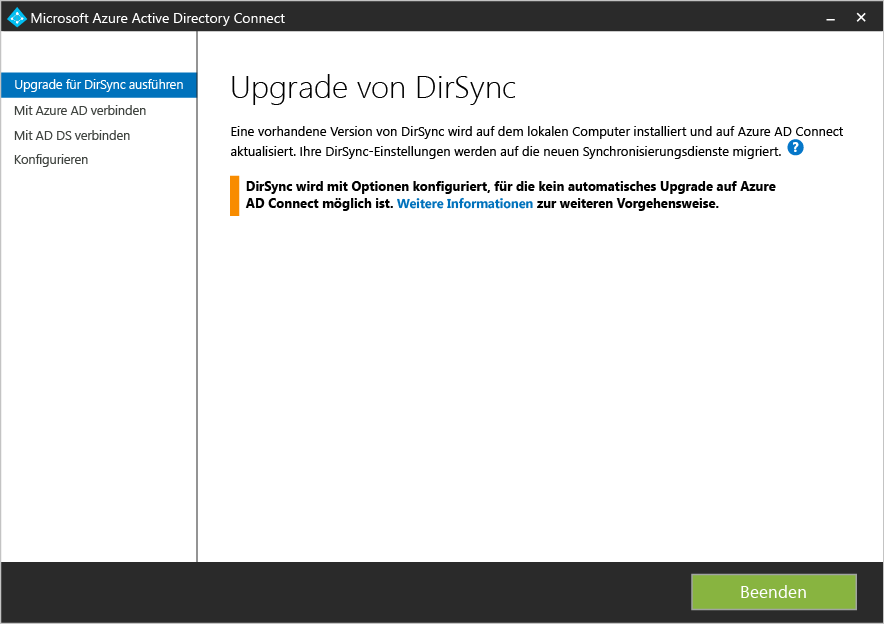 Microsoft Azure Active Directory Connect
Upgrade für DirSync ausführen
Mit Azure AD verbinden
Mit AD DS verbinden
Konfigurieren
Upgrade von DirSync
Eine vorhandene Version von DirSync wird auf dem lokalen Computer installiert und auf Azure AD Connect
aktualisiert. Ihre DirSync-Einstellungen werden auf die neuen Synchronisierungsdienste migriert. ?
DirSync wird mit Optionen konfiguriert, für die kein automatisches Upgrade auf Azure
AD Connect möglich ist. Weitere Informationen zur weiteren Vorgehensweise.
Beenden